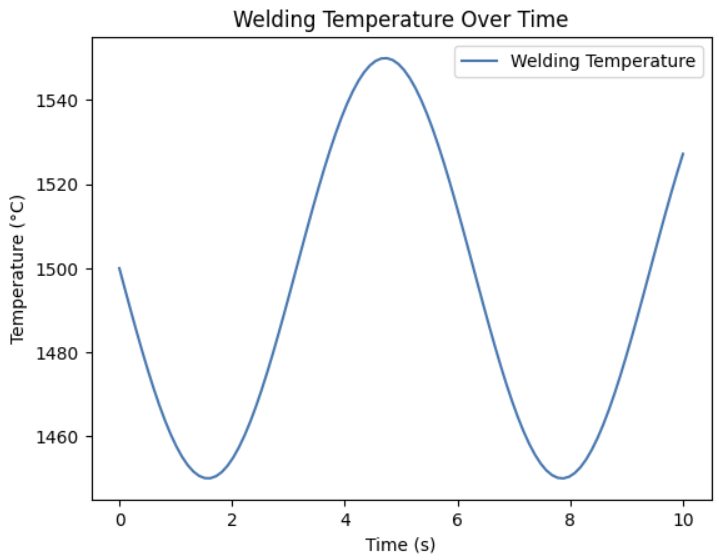 Welding Temperature Over Time
Welding Temperature
1540
1520
1500
1480
1460
Temperature (°C)
0 2 4 6 8 10
Time (s)